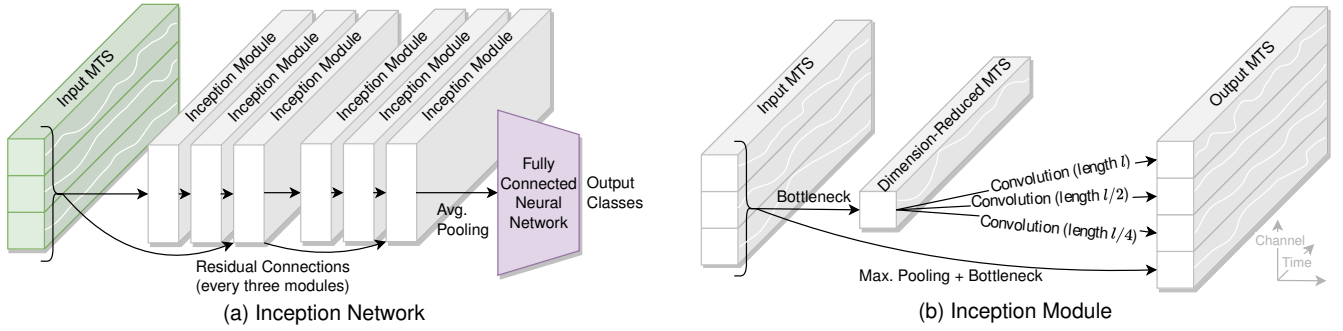 Input MTS
Inception Module
Inception Module
Inception Module
Inception Module
Inception Module
Inception Module
Fully
Connected
Neural
Network
Output
Classes
Avg.
Pooling
Residual Connections
(every three modules)
(a) Inception Network
Input MTS
Bottleneck
Dimension-Reduced MTS
Convolution (length l)
Convolution (length l/2)
Convolution (length l/4)
Max. Pooling + Bottleneck
Output MTS
Channel
Time
(b) Inception Module